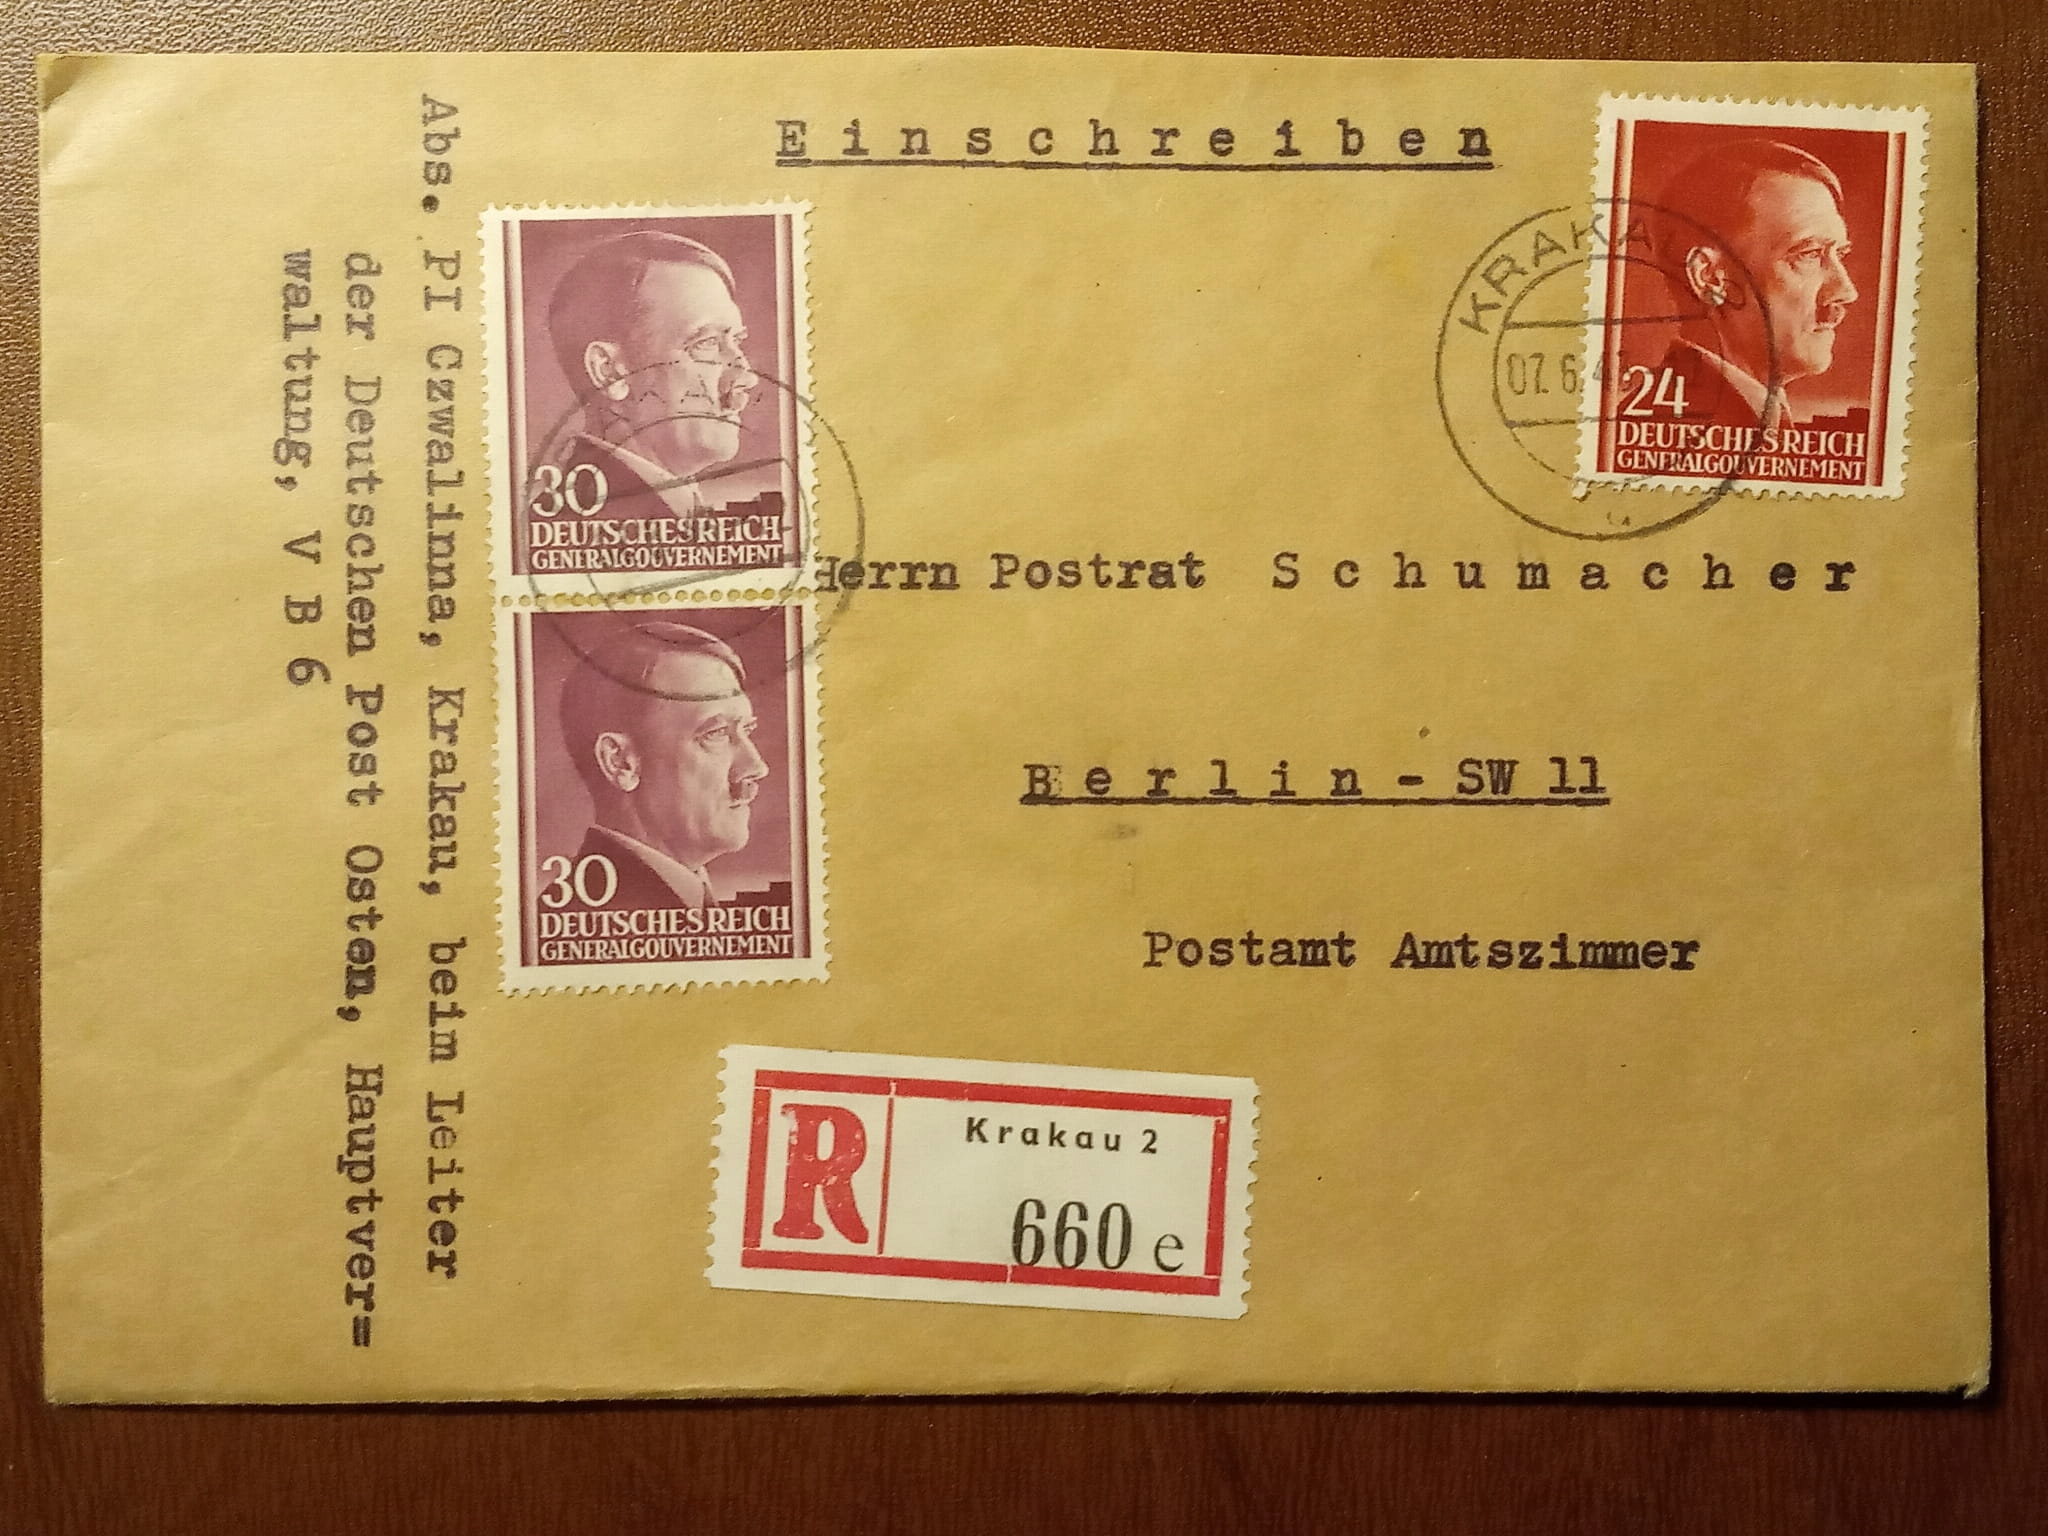 Einschreiben
KRAKA
07.6.4
24
DEUTSCHES REICH
GENERALGOUVERNEMENT
Abs. PI Czwalinna, Krakau, beim Leiter
der Deutschen Post Osten, Hauptver=
waltung, V B 6
30
DEUTSCHES REICH
GENERALGOUVERNEMENT
30
DEUTSCHES REICH
GENERALGOUVERNEMENT
Herrn Postrat Schumacher
Berlin - SW 11
Postamt Amtszimmer
R
Krakau 2
660 e